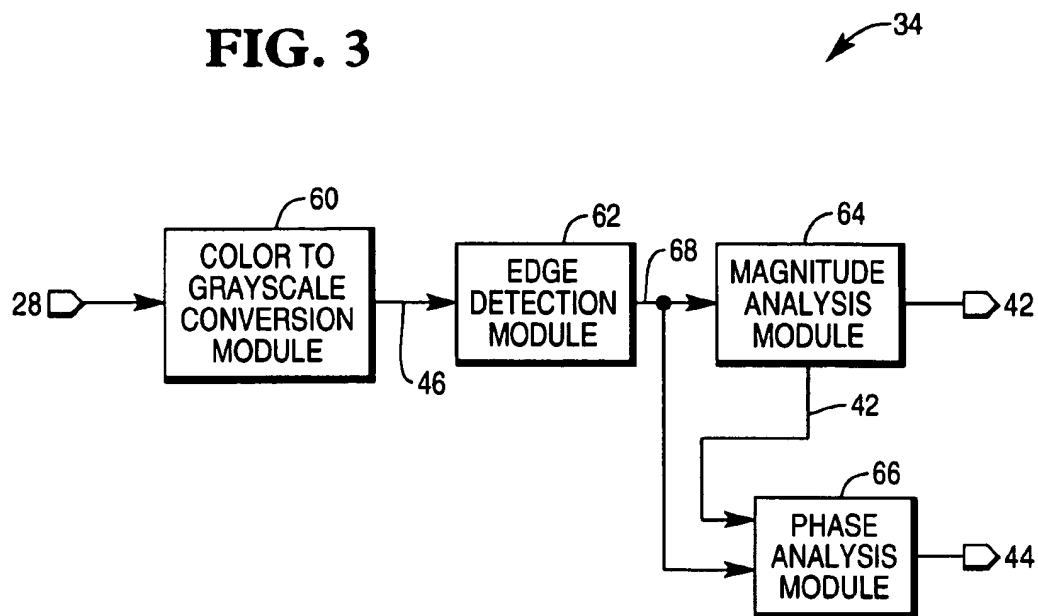 FIG. 3
34
60
COLOR TO
GRAYSCALE
CONVERSION
MODULE
28
46
62
EDGE
DETECTION
MODULE
68
64
MAGNITUDE
ANALYSIS
MODULE
42
42
66
PHASE
ANALYSIS
MODULE
44